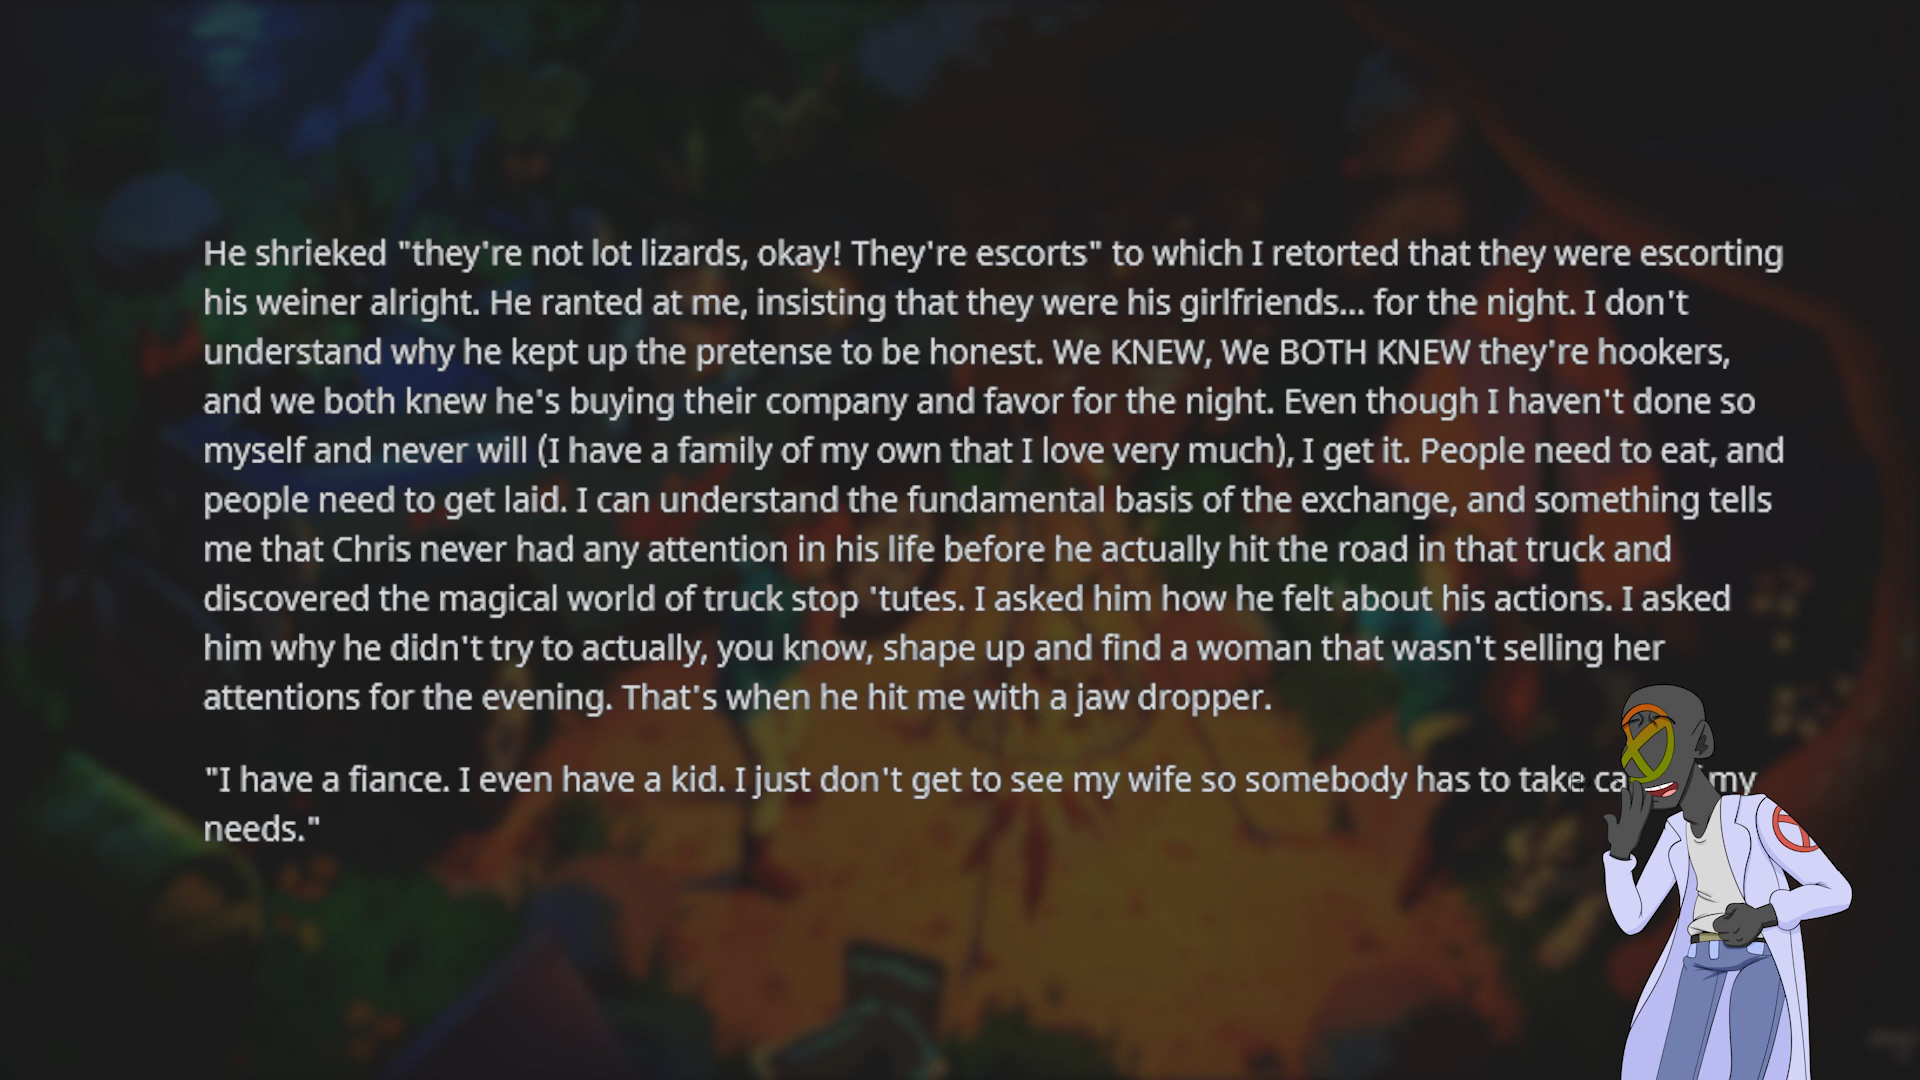 He shrieked "they're not lot lizards, okay! They're escorts" to which I retorted that they were escorting
his weiner alright. He ranted at me, insisting that they were his girlfriends... for the night. I don't
understand why he kept up the pretense to be honest. We KNEW, We BOTH KNEW they're hookers,
and we both knew he's buying their company and favor for the night. Even though I haven't done so
myself and never will (I have a family of my own that I love very much), I get it. People need to eat, and
people need to get laid. I can understand the fundamental basis of the exchange, and something tells
me that Chris never had any attention in his life before he actually hit the road in that truck and
discovered the magical world of truck stop 'tutes. I asked him how he felt about his actions. I asked
him why he didn't try to actually, you know, shape up and find a woman that wasn't selling her
attentions for the evening. That's when he hit me with a jaw dropper.
"I have a fiance. I even have a kid. I just don't get to see my wife so somebody has to take my
needs."